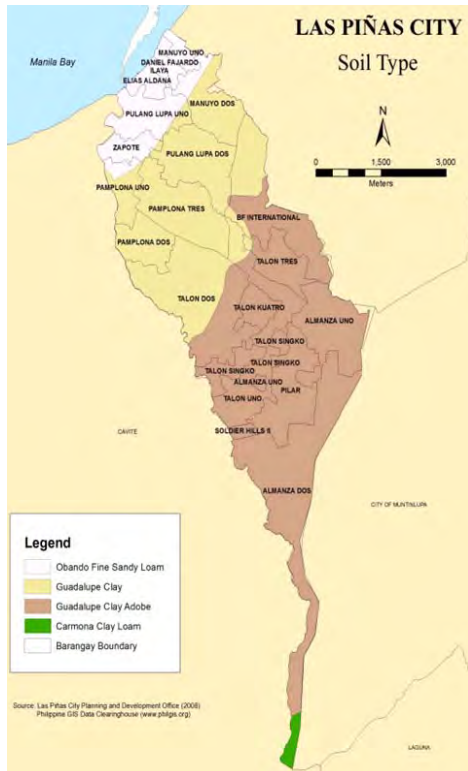 LAS PIÑAS CITY
Soil Type
Manila Bay
N
0 1,500 3,000
Meters
MANUYO UNO
DANIEL FAJARDO
ILAYA
ELIAS ALDANA
MANUYO DOS
PULANG LUPA UNO
ZAPOTE
PULANG LUPA DOS
PAMPLONA UNO
PAMPLONA TRES
BF INTERNATIONAL
PAMPLONA DOS
TALON TRES
TALON DOS
TALON KUATRO
ALMANZA UNO
TALON SINGKO
TALON SINGKO
TALON SINGKO
ALMANZA UNO
PILAR
TALON UNO
CAVITE
SOLDIER HILLS 6
ALMANZA DOS
CITY OF MUNTINLUPA
Legend
Obando Fine Sandy Loam
Guadalupe Clay
Guadalupe Clay Adobe
Carmona Clay Loam
Barangay Boundary
Source: Las Piñas City Planning and Development Office (2008)
Philippine GIS Data Clearinghouse (www.philgis.org)
LAGUNA